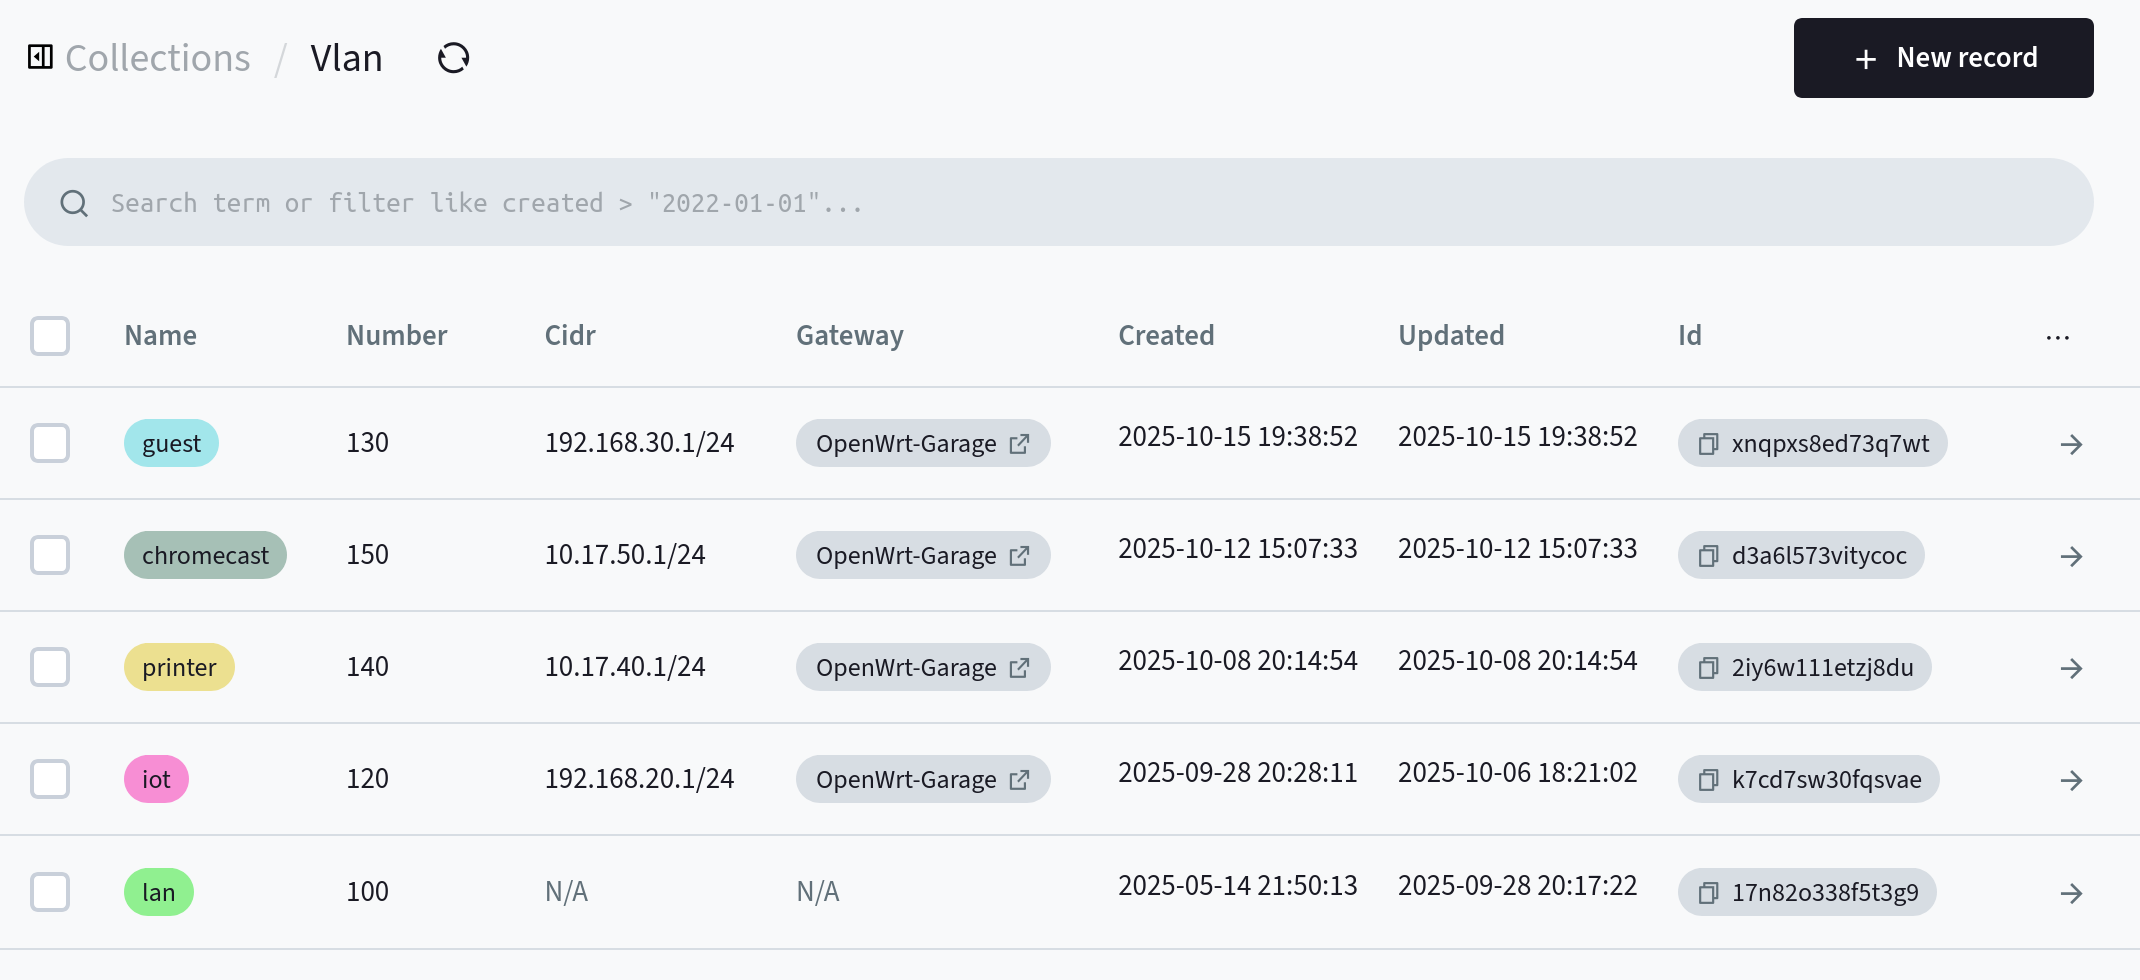 Collections / Vlan
+ New record
Search term or filter like created > "2022-01-01"...
Name Number Cidr Gateway Created Updated Id ...
guest 130 192.168.30.1/24 OpenWrt-Garage 2025-10-15 19:38:52 2025-10-15 19:38:52 xnqpxs8ed73q7wt
chromecast 150 10.17.50.1/24 OpenWrt-Garage 2025-10-12 15:07:33 2025-10-12 15:07:33 d3a6l573vitycoc
printer 140 10.17.40.1/24 OpenWrt-Garage 2025-10-08 20:14:54 2025-10-08 20:14:54 2iy6w111etzj8du
iot 120 192.168.20.1/24 OpenWrt-Garage 2025-09-28 20:28:11 2025-10-06 18:21:02 k7cd7sw30fqsvae
lan 100 N/A N/A 2025-05-14 21:50:13 2025-09-28 20:17:22 17n82o338f5t3g9